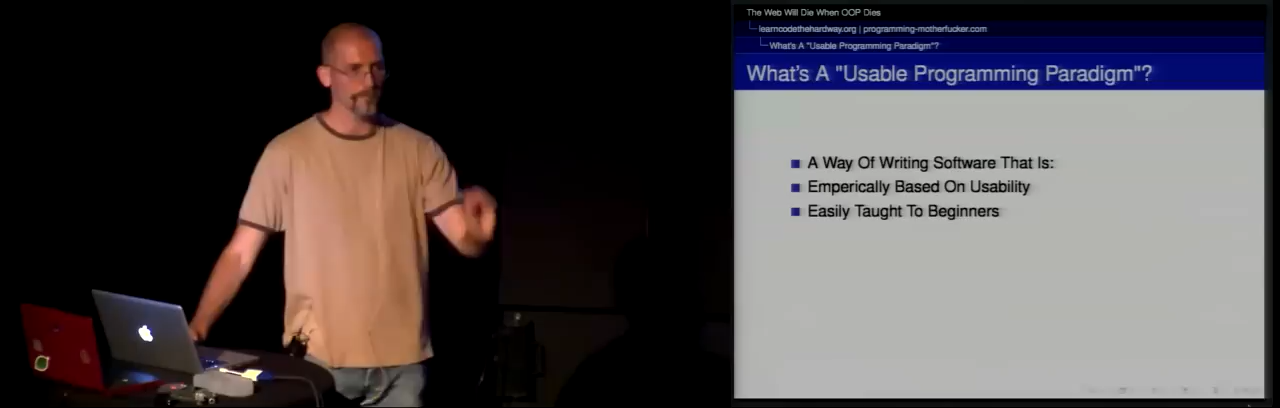 The Web Will Die When OOP Dies
learncodethehardway.org | programming-motherfucker.com
What's A "Usable Programming Paradigm"?
What's A "Usable Programming Paradigm"?
A Way Of Writing Software That Is:
Emperically Based On Usability
Easily Taught To Beginners